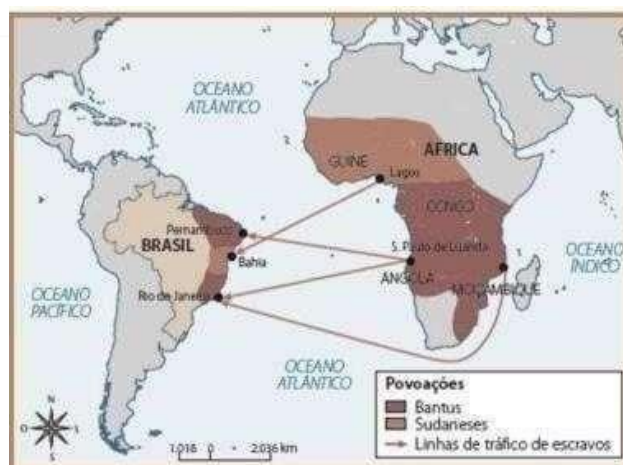 OCEANO
ATLÂNTICO
ÁFRICA
GUINÉ
Lagos
CONGO
Pernambuco
BRASIL
Bahia
S. Paulo de Luanda
ANGOLA
MOÇAMBIQUE
OCEANO
ÍNDICO
Rio de Janeiro
OCEANO
PACÍFICO
OCEANO
ATLÂNTICO
Povoações
Bantus
Sudaneses
Linhas de tráfico de escravos
N
O
L
S
1.018 0 2.036 km